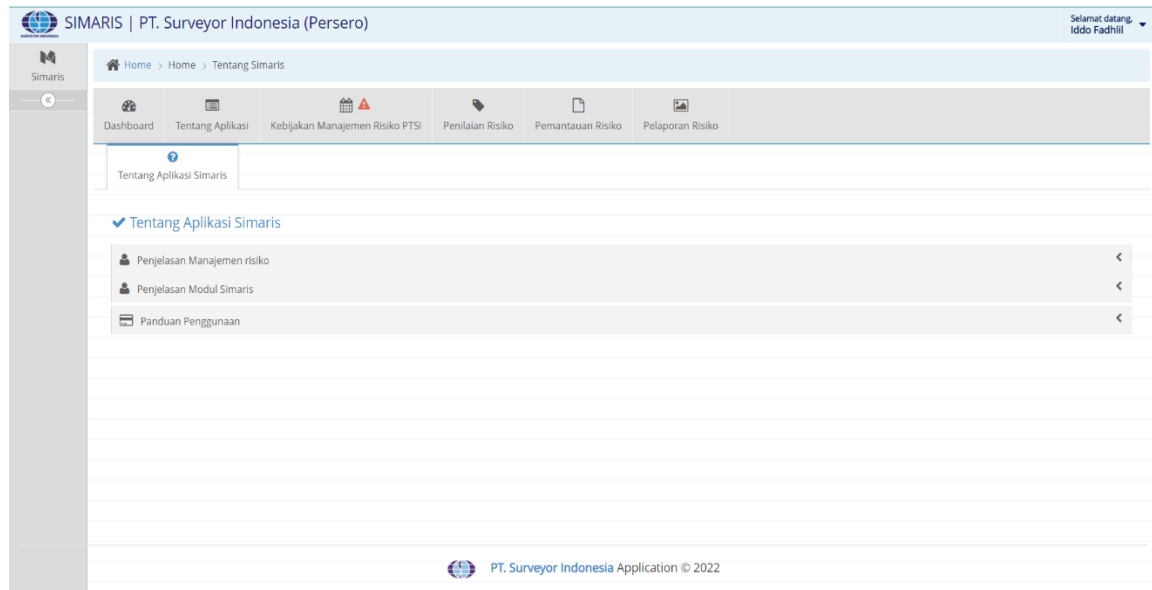 SIMARIS | PT. Surveyor Indonesia (Persero)
Selamat datang,
Iddo Fadhlil
Simaris
Home > Home > Tentang Simaris
Dashboard Tentang Aplikasi Kebijakan Manajemen Risiko PTSI Penilaian Risiko Pemantauan Risiko Pelaporan Risiko
Tentang Aplikasi Simaris
Tentang Aplikasi Simaris
Penjelasan Manajemen risiko
Penjelasan Modul Simaris
Panduan Penggunaan
PT. Surveyor Indonesia Application © 2022